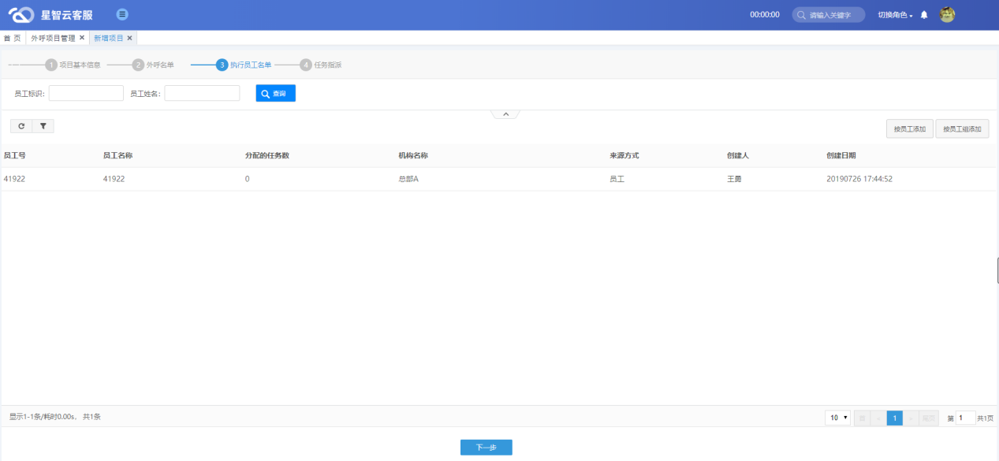 星智云客服
00:00:00
请输入关键字
切换角色
首 页
外呼项目管理
新增项目
1 项目基本信息
2 外呼名单
3 执行员工名单
4 任务指派
员工标识:
员工姓名:
查询
按员工添加
按员工组添加
员工号 员工名称 分配的任务数 机构名称 来源方式 创建人 创建日期
41922 41922 0 总部A 员工 王勇 20190726 17:44:52
显示1-1条/耗时0.00s, 共1条
10
1
第 1 共1页
下一步